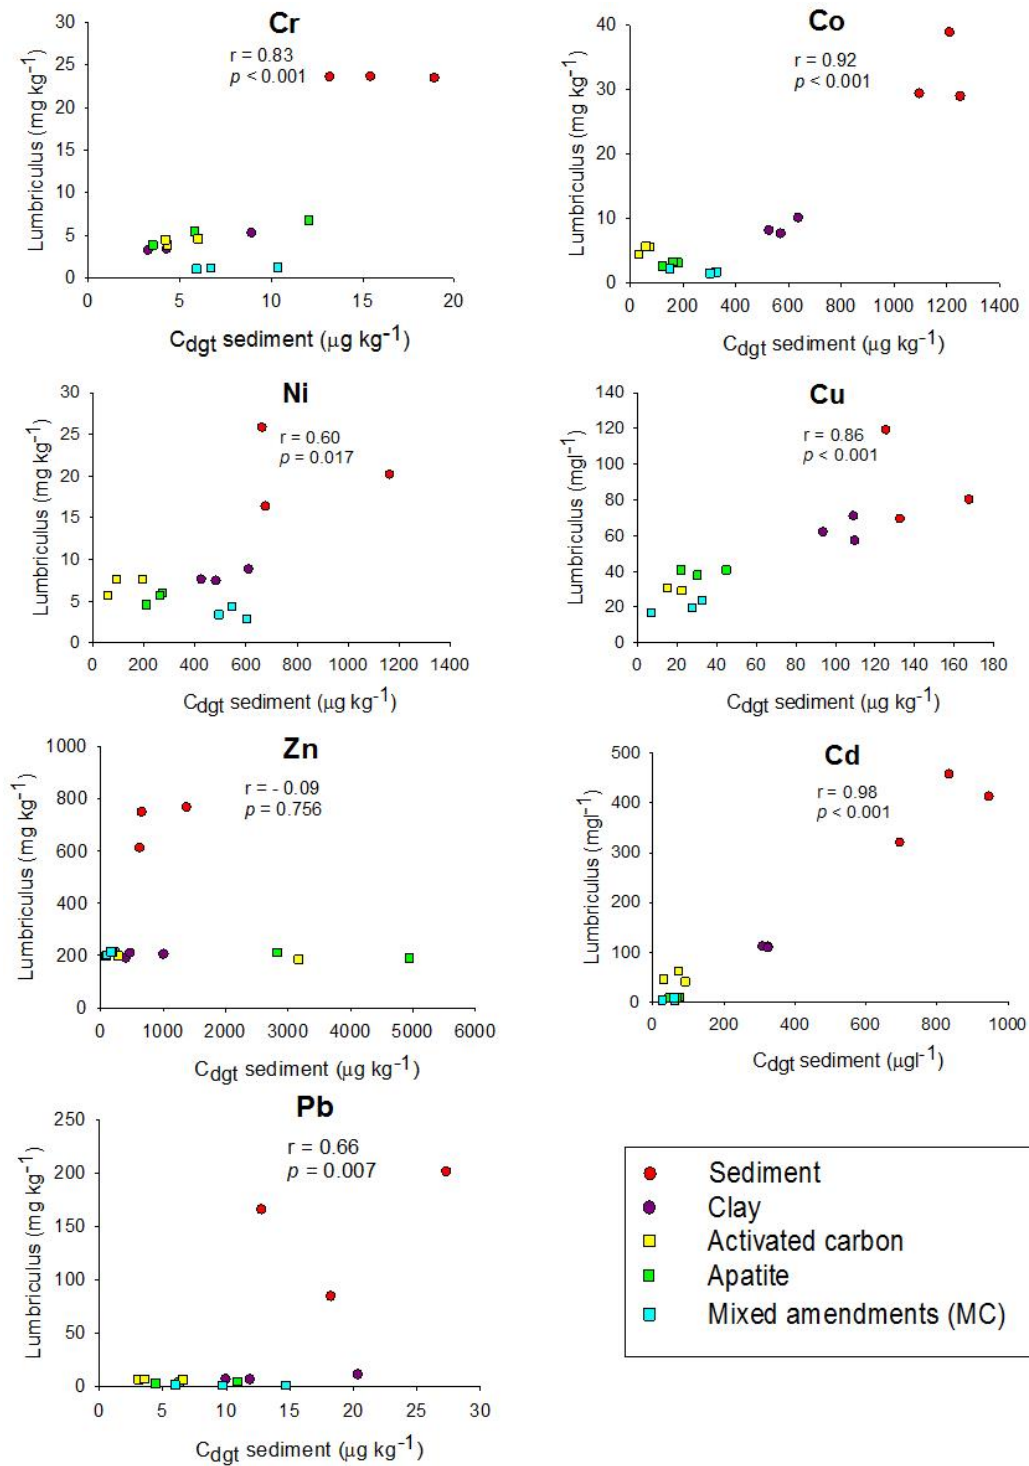 Cr
r = 0.83
p < 0.001
30
25
20
15
10
5
0
0 5 10 15 20
Lumbriculus (mg kg⁻¹)
Cdgt sediment (μg kg⁻¹)
Co
r = 0.92
p < 0.001
40
30
20
10
0
0 200 400 600 800 1000 1200 1400
Lumbriculus (mg kg⁻¹)
Cdgt sediment (μg kg⁻¹)
Ni
r = 0.60
p = 0.017
30
25
20
15
10
5
0
0 200 400 600 800 1000 1200 1400
Lumbriculus (mg kg⁻¹)
Cdgt sediment (μg kg⁻¹)
Cu
r = 0.86
p < 0.001
140
120
100
80
60
40
20
0
0 20 40 60 80 100 120 140 160 180
Lumbriculus (mgl⁻¹)
Cdgt sediment (μg kg⁻¹)
Zn
r = - 0.09
p = 0.756
1000
800
600
400
200
0
0 1000 2000 3000 4000 5000 6000
Lumbriculus (mg kg⁻¹)
Cdgt sediment (μg kg⁻¹)
Cd
r = 0.98
p < 0.001
500
400
300
200
100
0
0 200 400 600 800 1000
Lumbriculus (mgl⁻¹)
Cdgt sediment (μgl⁻¹)
Pb
r = 0.66
p = 0.007
250
200
150
100
50
0
0 5 10 15 20 25 30
Lumbriculus (mg kg⁻¹)
Cdgt sediment (μg kg⁻¹)
Sediment
Clay
Activated carbon
Apatite
Mixed amendments (MC)